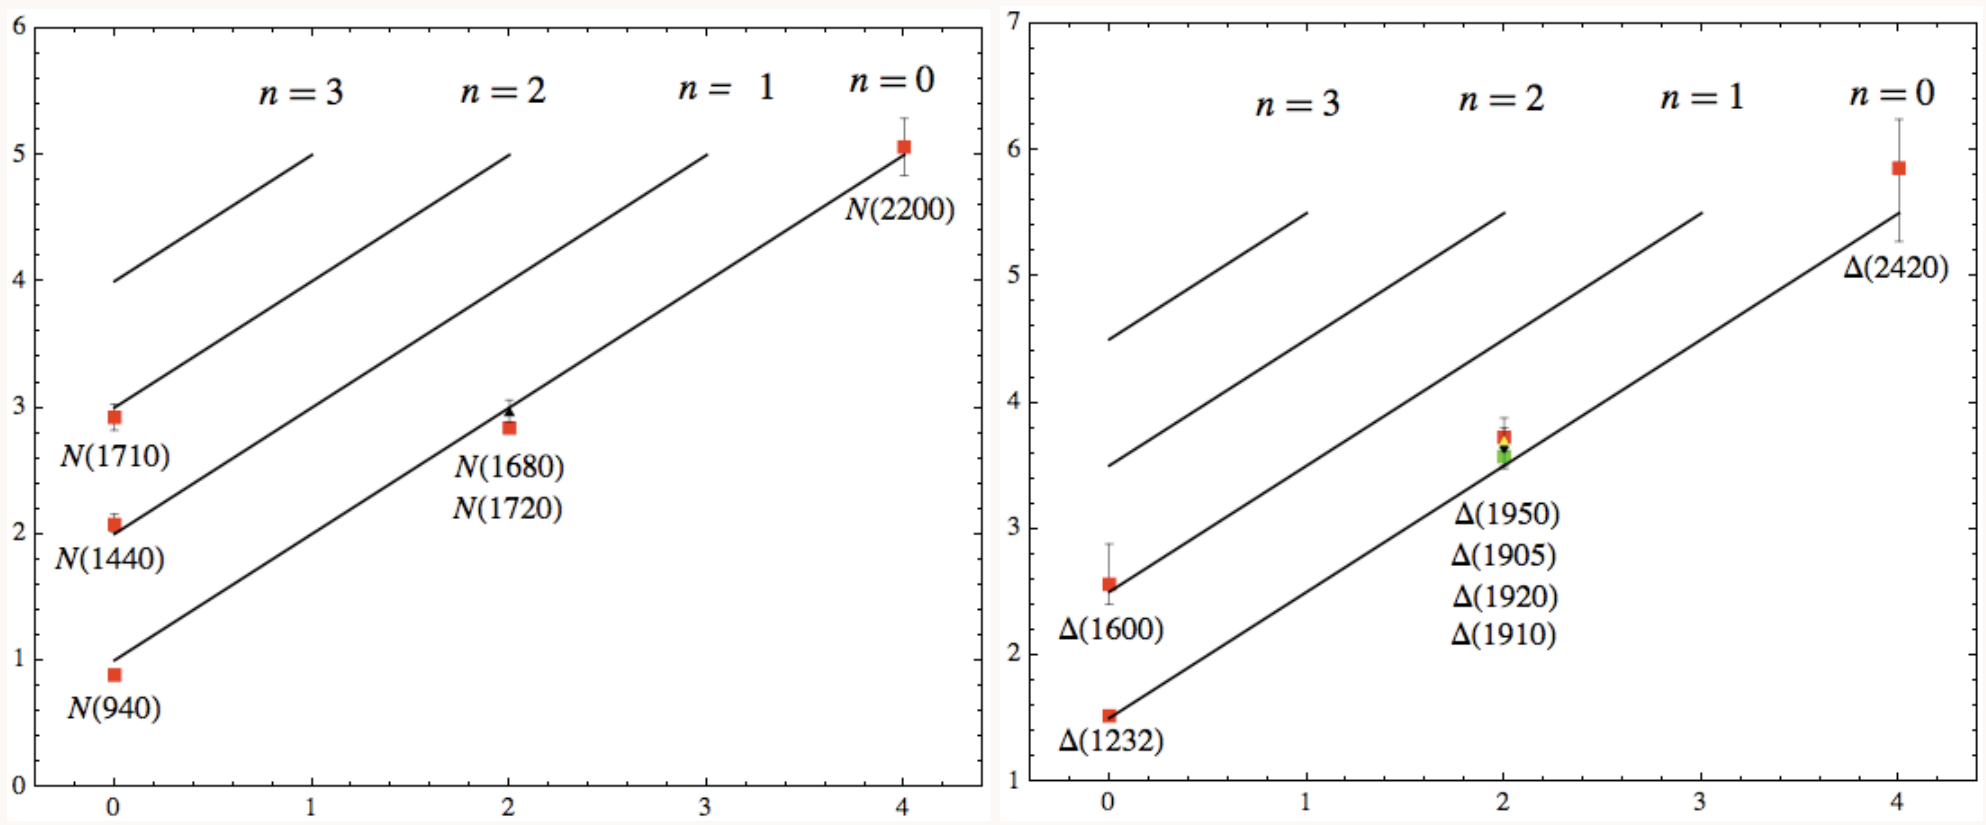 6
n = 3 n = 2 n = 1 n = 0
5
N(2200)
4
3
N(1710)
N(1680)
N(1720)
2
N(1440)
1
N(940)
0
0 1 2 3 4
7
n = 3 n = 2 n = 1 n = 0
6
5
Δ(2420)
4
3
Δ(1950)
Δ(1905)
Δ(1920)
Δ(1910)
Δ(1600)
2
Δ(1232)
1
0 1 2 3 4